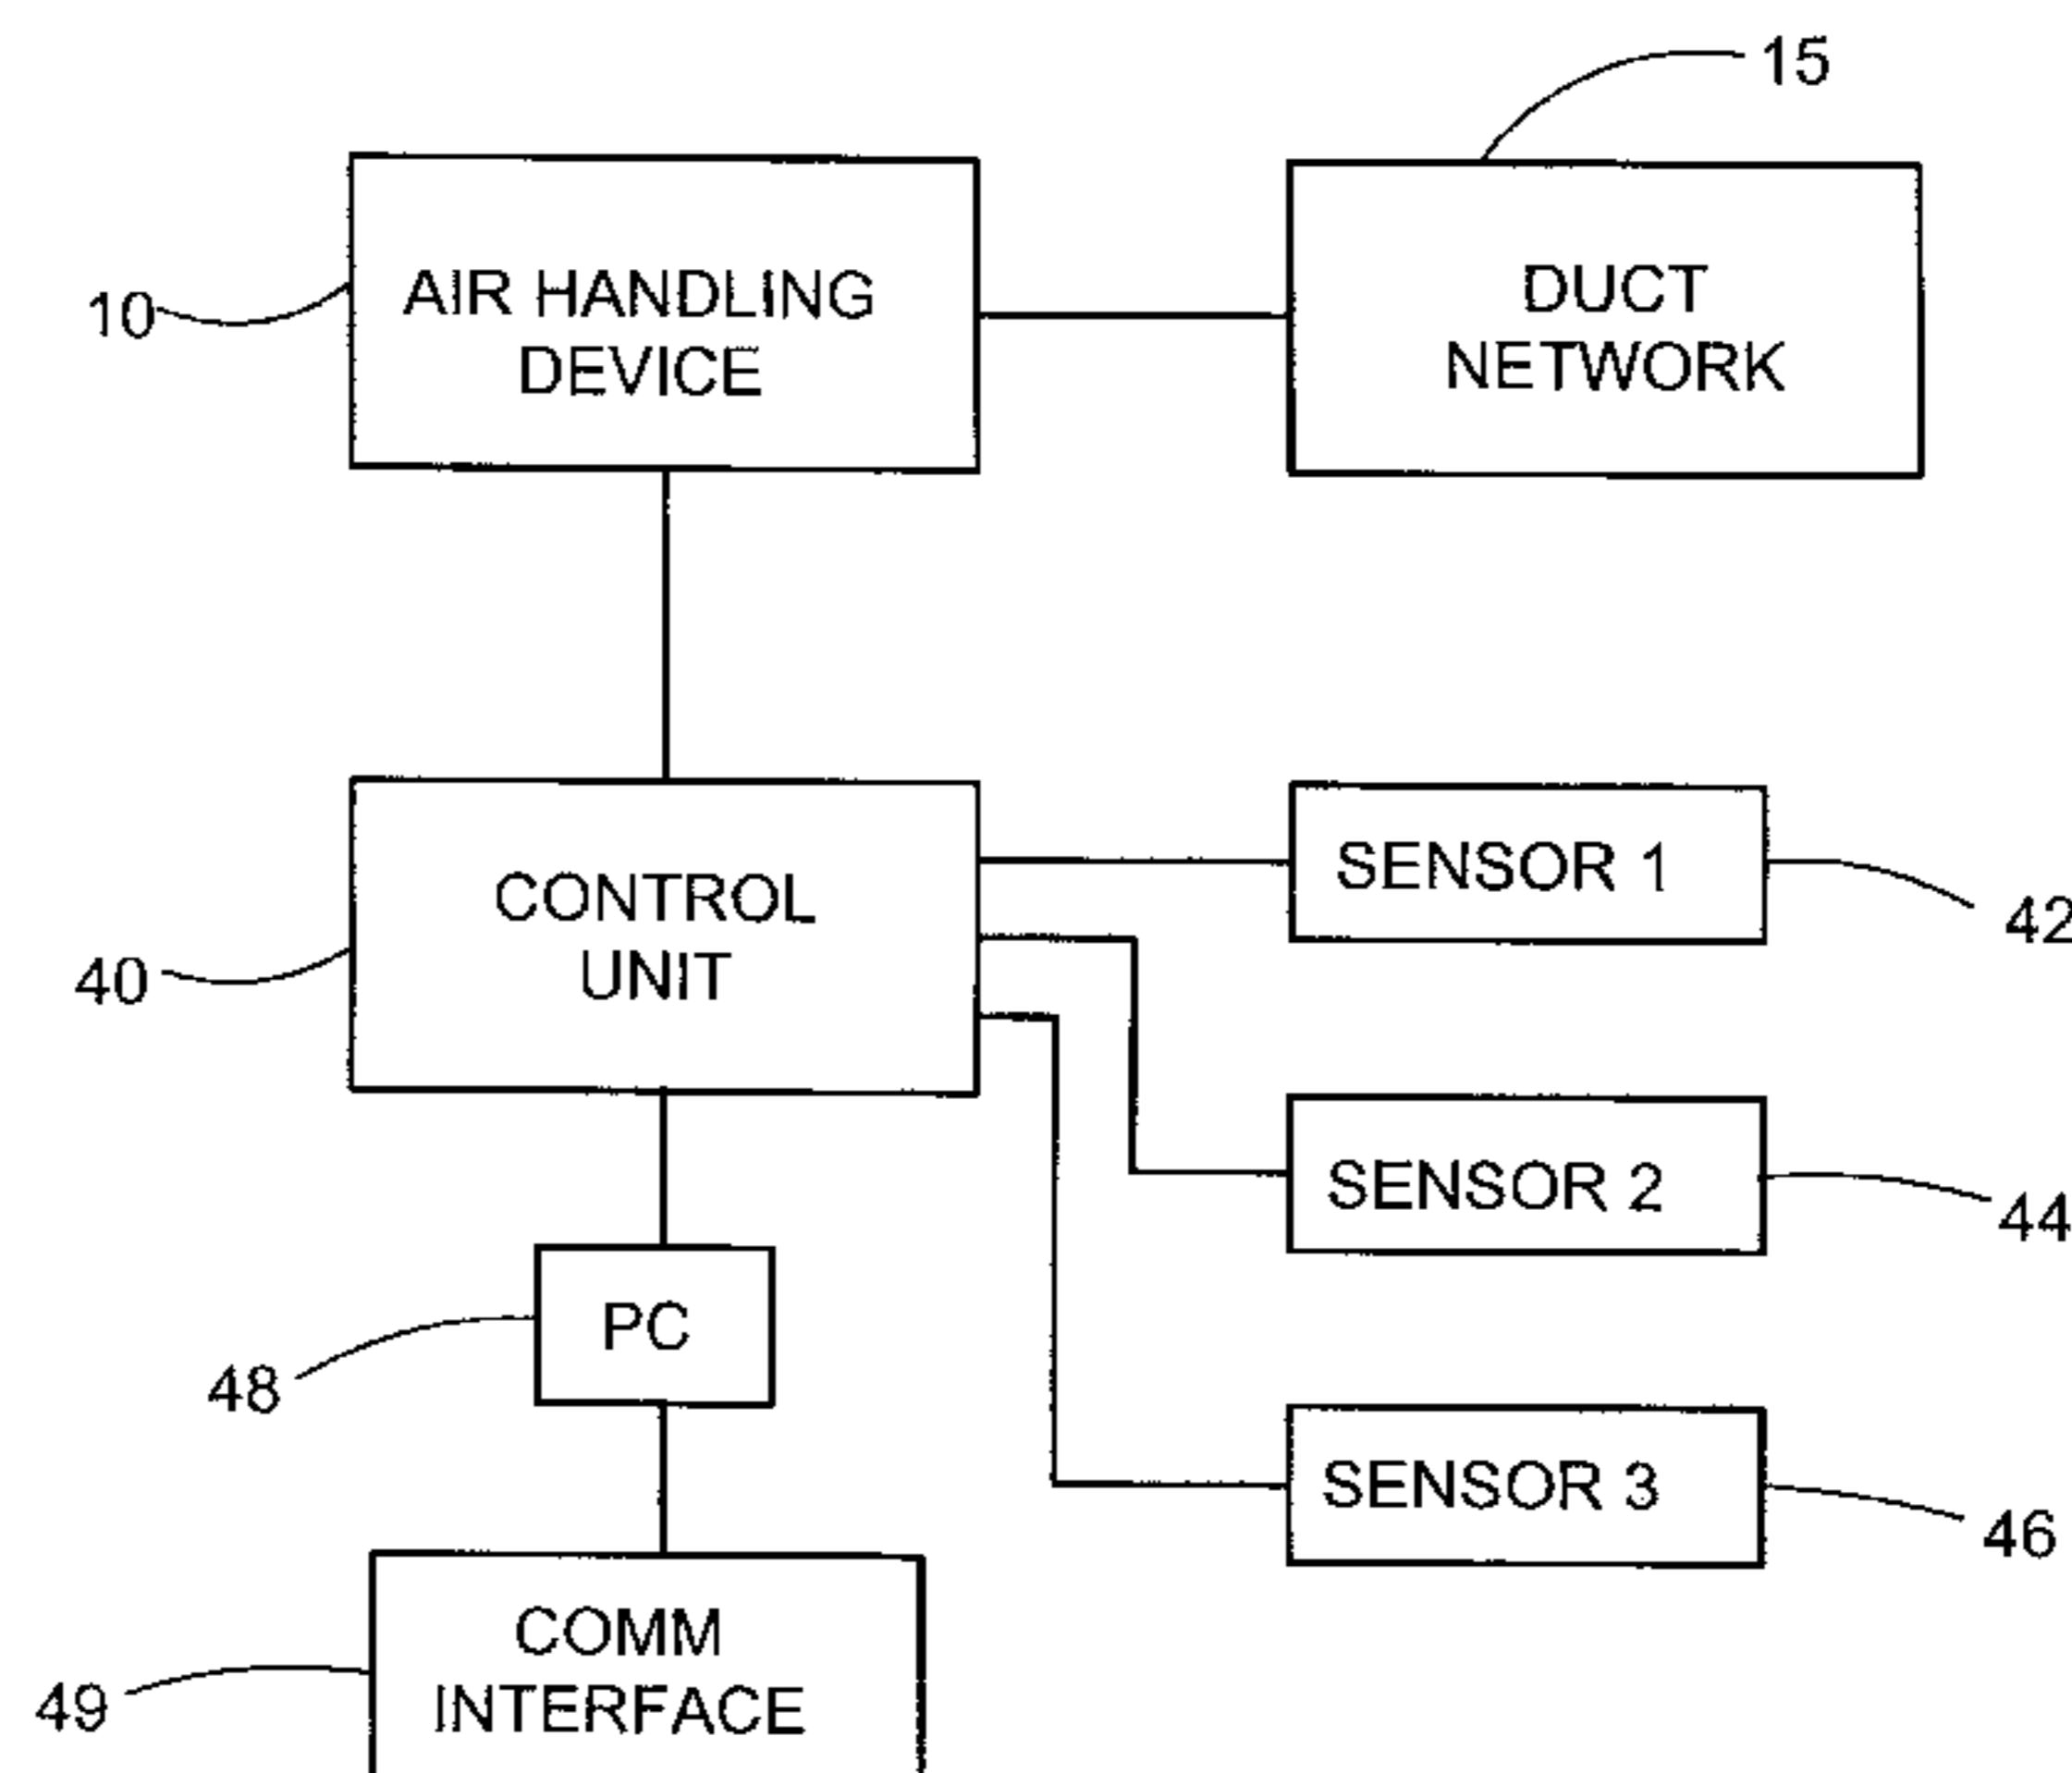 15
10
AIR HANDLING
DEVICE
DUCT
NETWORK
40
CONTROL
UNIT
SENSOR 1
42
SENSOR 2
44
48
PC
SENSOR 3
46
49
COMM
INTERFACE